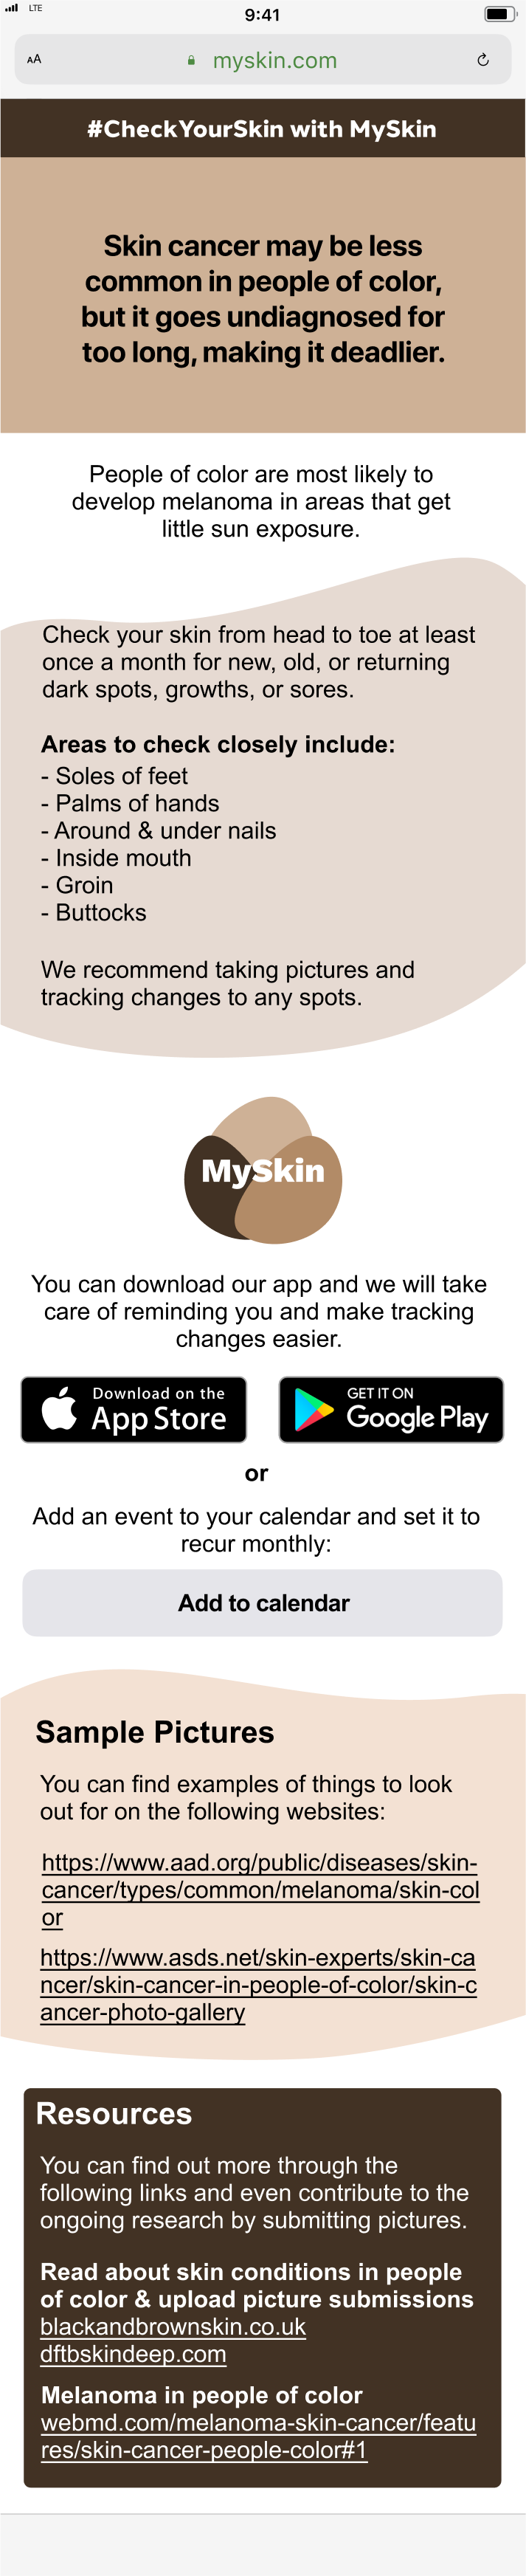 LTE
9:41
AA
myskin.com
#CheckYourSkin with MySkin
Skin cancer may be less
common in people of color,
but it goes undiagnosed for
too long, making it deadlier.
People of color are most likely to
develop melanoma in areas that get
little sun exposure.
Check your skin from head to toe at least
once a month for new, old, or returning
dark spots, growths, or sores.
Areas to check closely include:
- Soles of feet
- Palms of hands
- Around & under nails
- Inside mouth
- Groin
- Buttocks
We recommend taking pictures and
tracking changes to any spots.
MySkin
You can download our app and we will take
care of reminding you and make tracking
changes easier.
Download on the
App Store
GET IT ON
Google Play
or
Add an event to your calendar and set it to
recur monthly:
Add to calendar
Sample Pictures
You can find examples of things to look
out for on the following websites:
https://www.aad.org/public/diseases/skin-
cancer/types/common/melanoma/skin-col
or
https://www.asds.net/skin-experts/skin-ca
ncer/skin-cancer-in-people-of-color/skin-c
ancer-photo-gallery
Resources
You can find out more through the
following links and even contribute to the
ongoing research by submitting pictures.
Read about skin conditions in people
of color & upload picture submissions
blackandbrownskin.co.uk
dftbskindeep.com
Melanoma in people of color
webmd.com/melanoma-skin-cancer/featu
res/skin-cancer-people-color#1